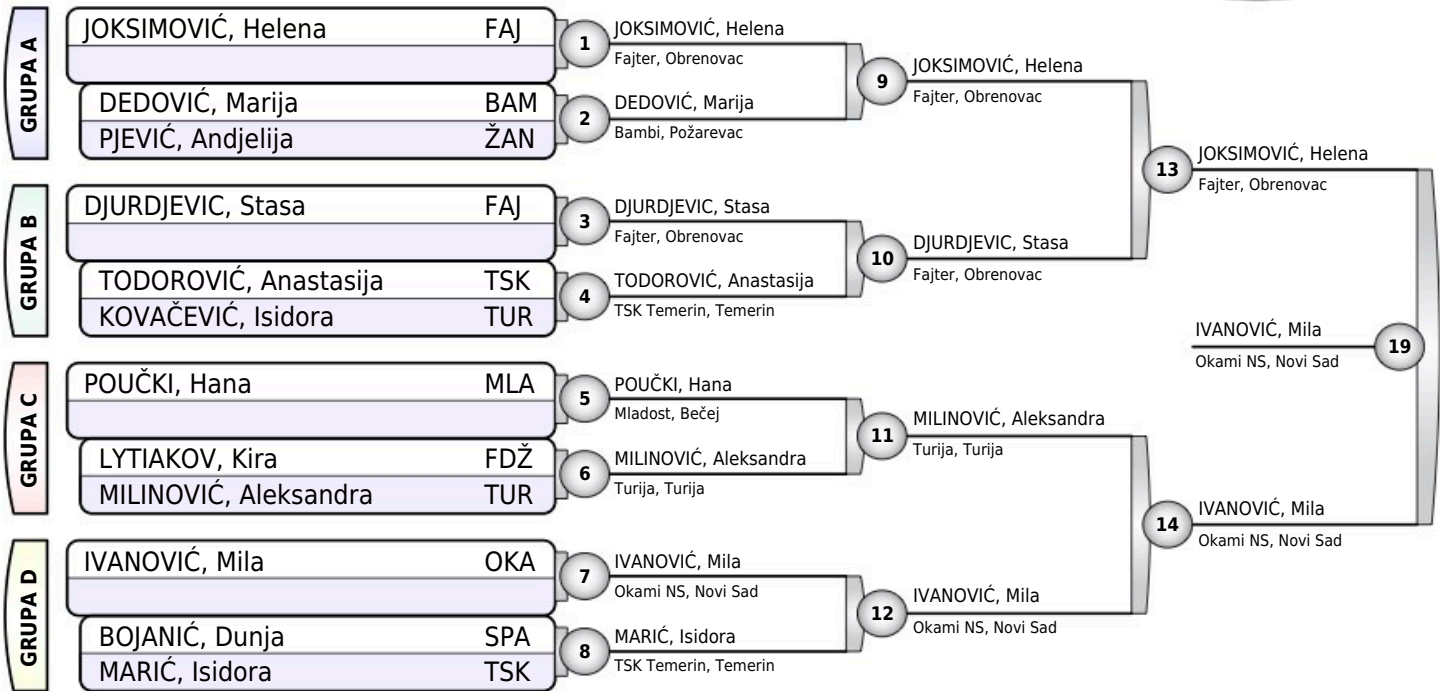 GRUPA A
JOKSIMOVIĆ, Helena FAJ
DEDOVIĆ, Marija BAM
PJEVIĆ, Andjelija ŽAN
1
JOKSIMOVIĆ, Helena
Fajter, Obrenovac
2
DEDOVIĆ, Marija
Bambi, Požarevac
9
JOKSIMOVIĆ, Helena
Fajter, Obrenovac
GRUPA B
DJURDJEVIC, Stasa FAJ
TODOROVIĆ, Anastasija TSK
KOVAČEVIĆ, Isidora TUR
3
DJURDJEVIC, Stasa
Fajter, Obrenovac
4
TODOROVIĆ, Anastasija
TSK Temerin, Temerin
10
DJURDJEVIC, Stasa
Fajter, Obrenovac
13
JOKSIMOVIĆ, Helena
Fajter, Obrenovac
GRUPA C
POUČKI, Hana MLA
LYTIAKOV, Kira FDŽ
MILINOVIĆ, Aleksandra TUR
5
POUČKI, Hana
Mladost, Bečej
6
MILINOVIĆ, Aleksandra
Turija, Turija
11
MILINOVIĆ, Aleksandra
Turija, Turija
GRUPA D
IVANOVIĆ, Mila OKA
BOJANIĆ, Dunja SPA
MARIĆ, Isidora TSK
7
IVANOVIĆ, Mila
Okami NS, Novi Sad
8
MARIĆ, Isidora
TSK Temerin, Temerin
12
IVANOVIĆ, Mila
Okami NS, Novi Sad
14
IVANOVIĆ, Mila
Okami NS, Novi Sad
IVANOVIĆ, Mila
Okami NS, Novi Sad
19